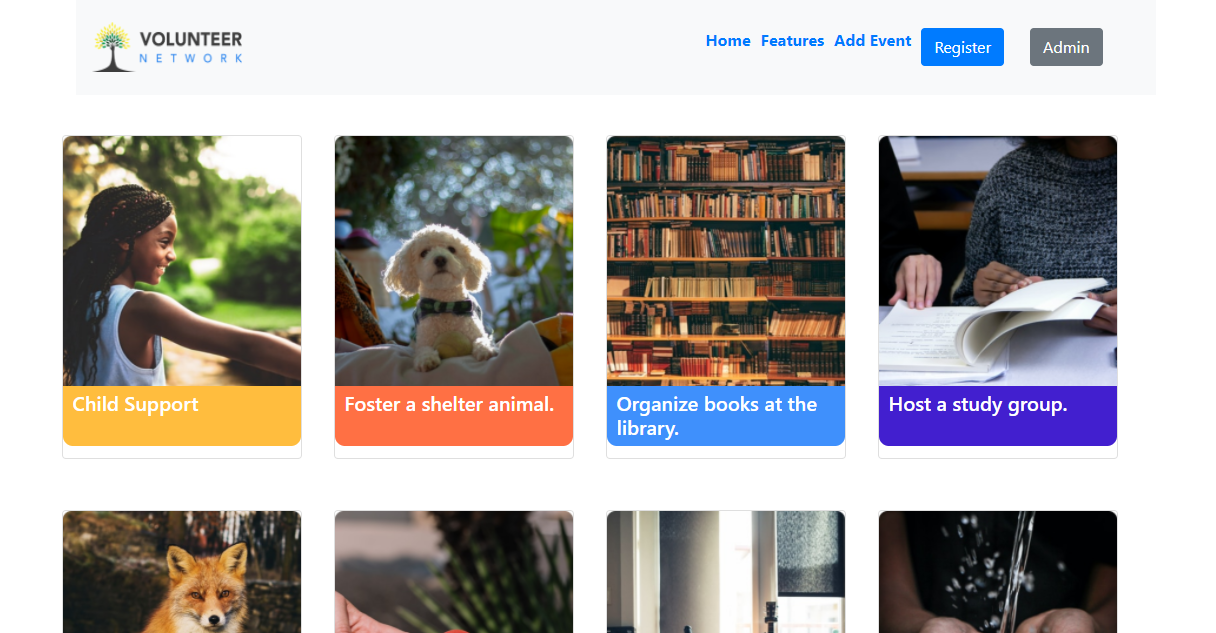 VOLUNTEER
NETWORK
Home Features Add Event Register Admin
Child Support
Foster a shelter animal.
Organize books at the
library.
Host a study group.